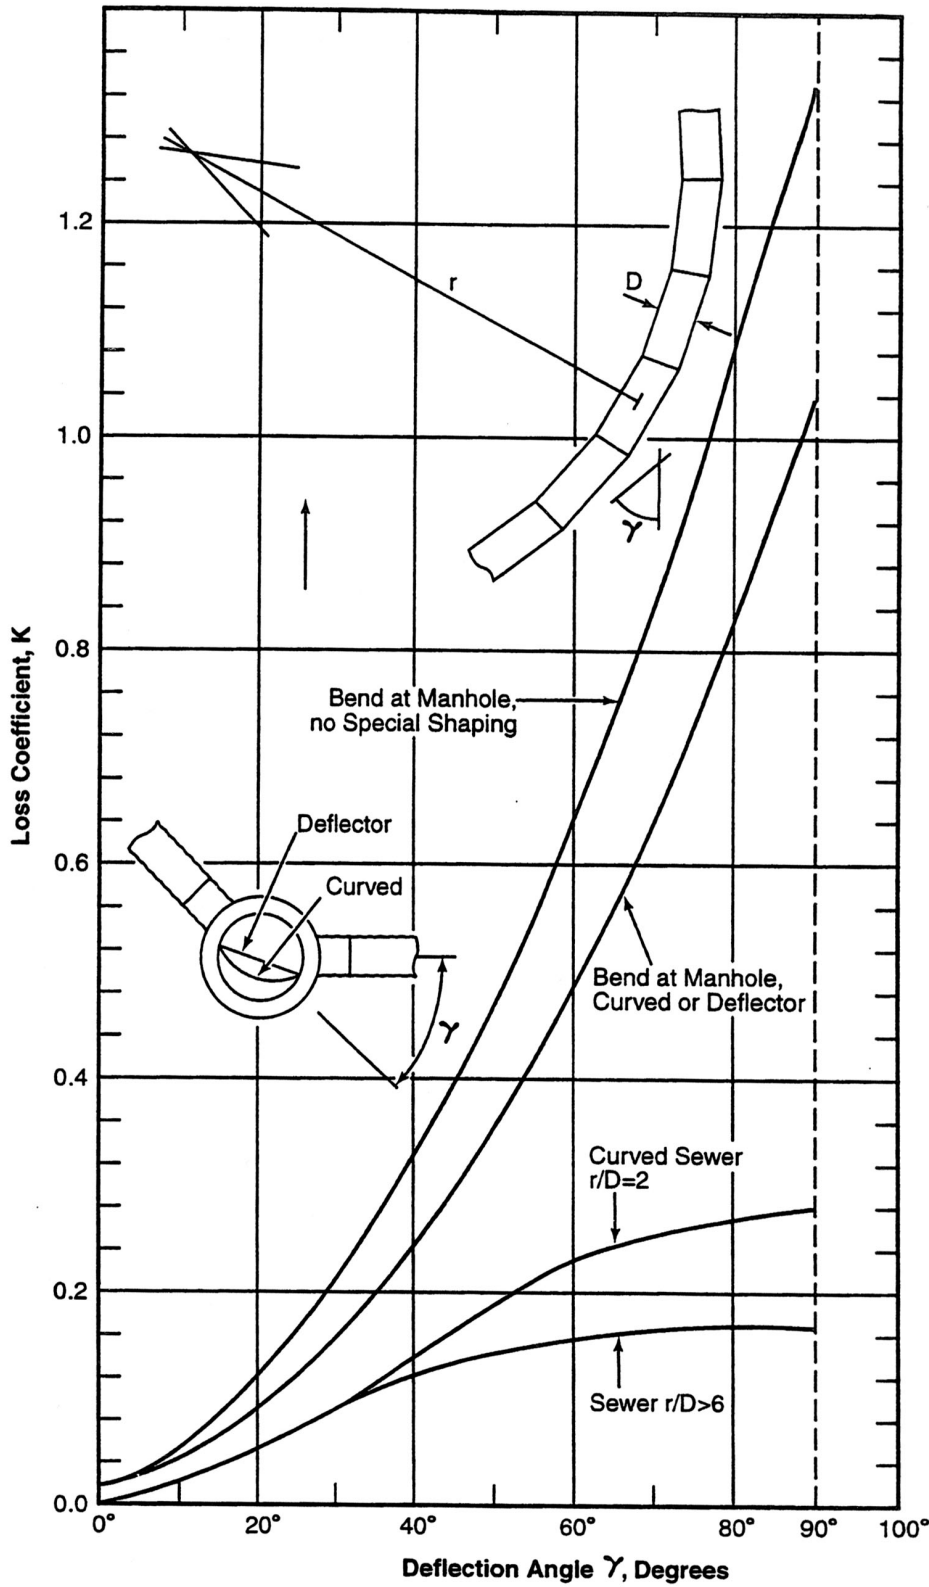 1.2
1.0
0.8
0.6
0.4
0.2
0.0
Loss Coefficient, K
r
D
γ
Bend at Manhole,
no Special Shaping
Deflector
Curved
γ
Bend at Manhole,
Curved or Deflector
Curved Sewer
r/D=2
Sewer r/D>6
0° 20° 40° 60° 80° 90° 100°
Deflection Angle γ, Degrees